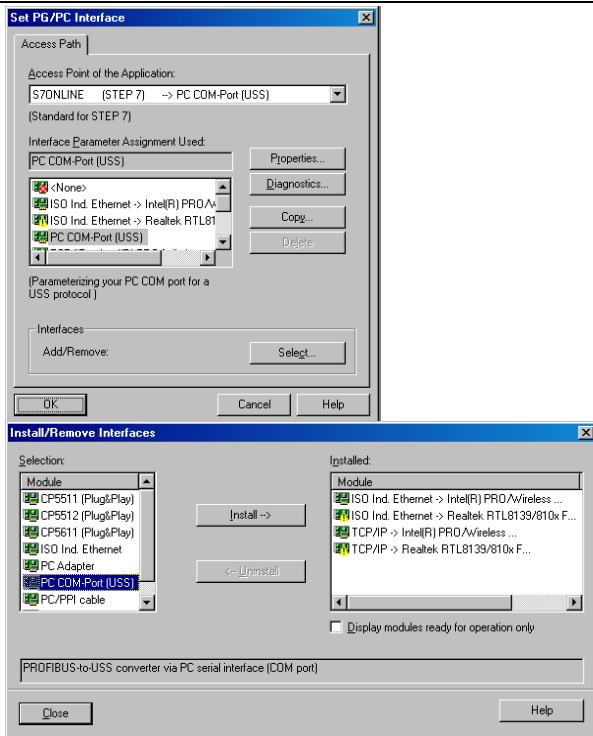 Set PG/PC Interface
Access Path
Access Point of the Application:
S7ONLINE (STEP 7) --> PC COM-Port (USS)
(Standard for STEP 7)
Interface Parameter Assignment Used:
PC COM-Port (USS)
Properties...
<None>
Diagnostics...
ISO Ind. Ethernet -> Intel(R) PRO/W
ISO Ind. Ethernet -> Realtek RTL81
Copy...
PC COM-Port (USS)
Delete
(Parameterizing your PC COM port for a
USS protocol )
Interfaces
Add/Remove:
Select...
OK
Cancel
Help
Install/Remove Interfaces
Selection:
Installed:
Module
Module
CP5511 (Plug&Play)
ISO Ind. Ethernet -> Intel(R) PRO/Wireless ...
CP5512 (Plug&Play)
Install -->
ISO Ind. Ethernet -> Realtek RTL8139/810x F...
CP5611 (Plug&Play)
TCP/IP -> Intel(R) PRO/Wireless ...
ISO Ind. Ethernet
TCP/IP -> Realtek RTL8139/810x F...
PC Adapter
<-- Uninstall
PC COM-Port (USS)
PC/PPI cable
Display modules ready for operation only
PROFIBUS-to-USS converter via PC serial interface (COM port)
Close
Help